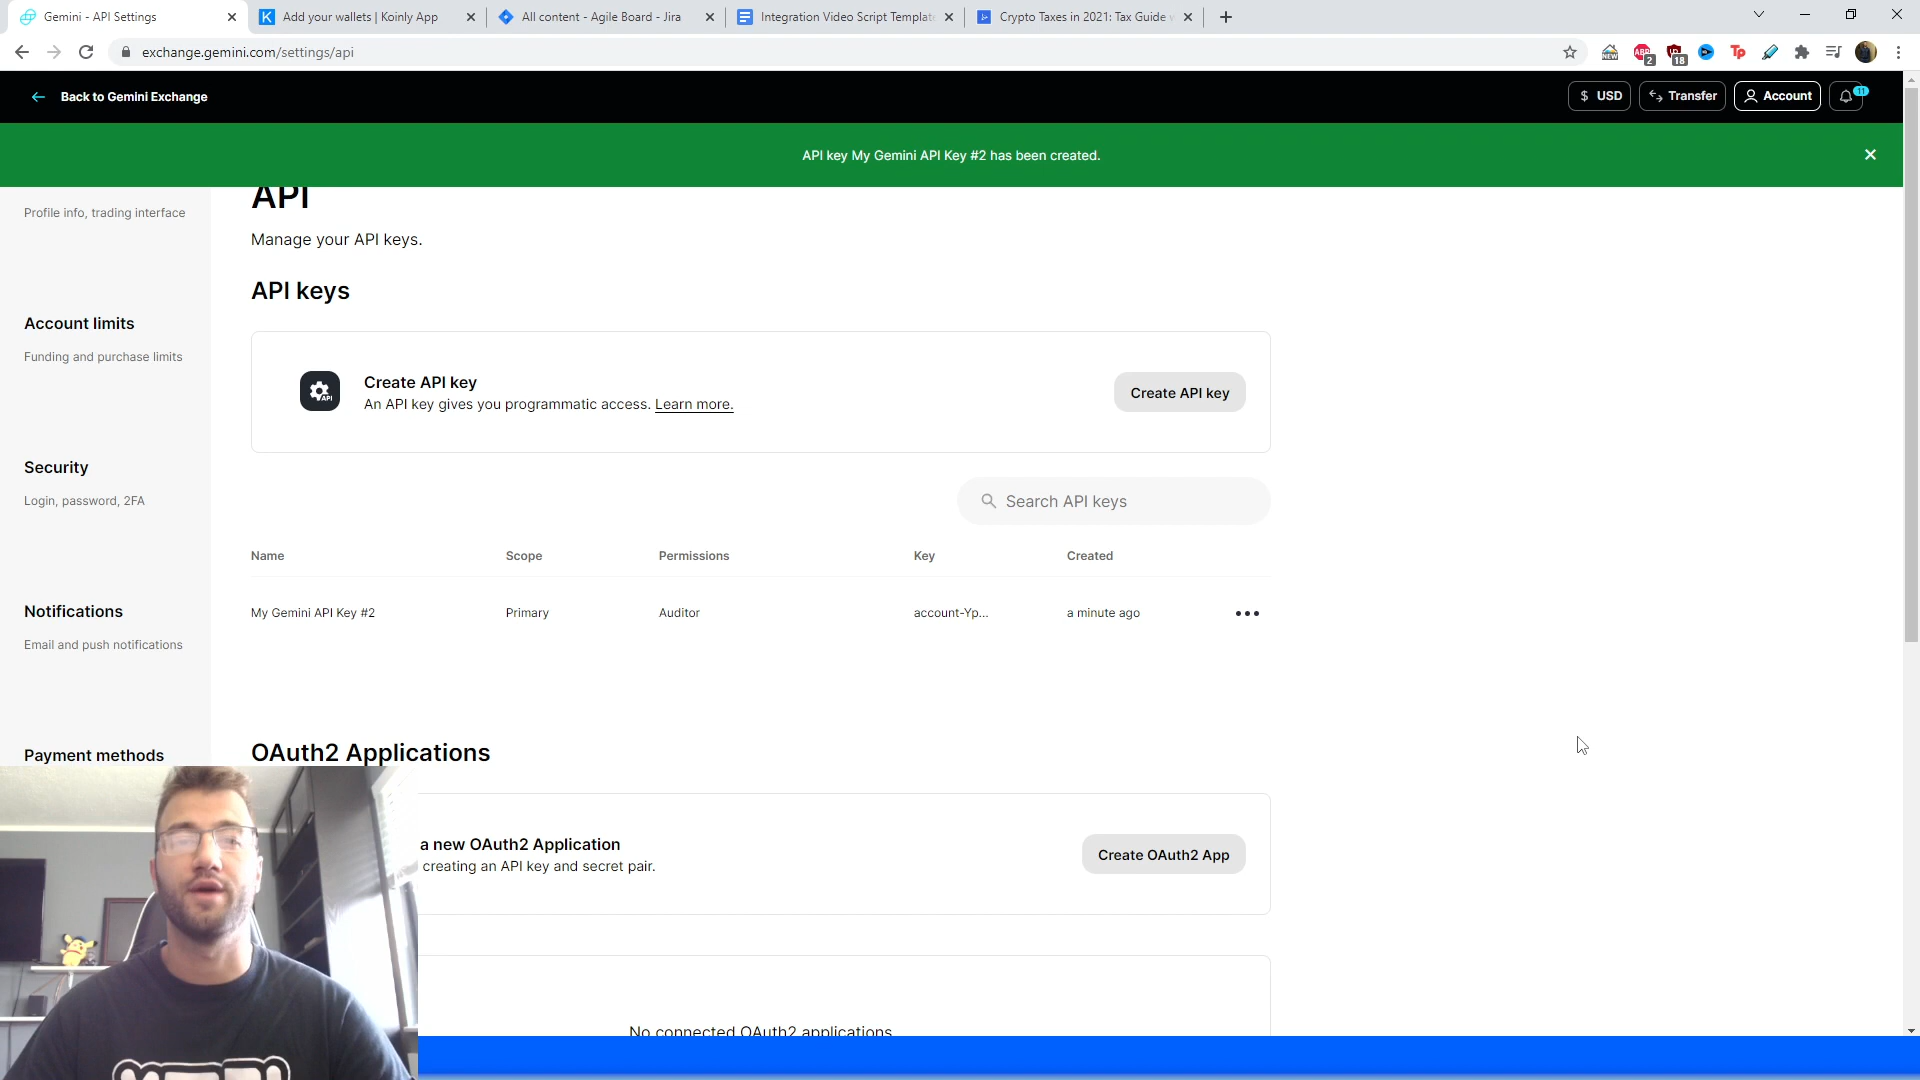 Gemini - API Settings
Add your wallets | Koinly App
All content - Agile Board - Jira
Integration Video Script Template
Crypto Taxes in 2021: Tax Guide
exchange.gemini.com/settings/api
2
18
Back to Gemini Exchange
$ USD
Transfer
Account
11
API key My Gemini API Key #2 has been created.
API
Profile info, trading interface
Manage your API keys.
API keys
Account limits
Funding and purchase limits
Create API key
An API key gives you programmatic access. Learn more.
Create API key
Security
Login, password, 2FA
Search API keys
Name Scope Permissions Key Created
My Gemini API Key #2 Primary Auditor account-Yp... a minute ago
Notifications
Email and push notifications
Payment methods
OAuth2 Applications
a new OAuth2 Application
creating an API key and secret pair.
Create OAuth2 App
No connected OAuth2 applications